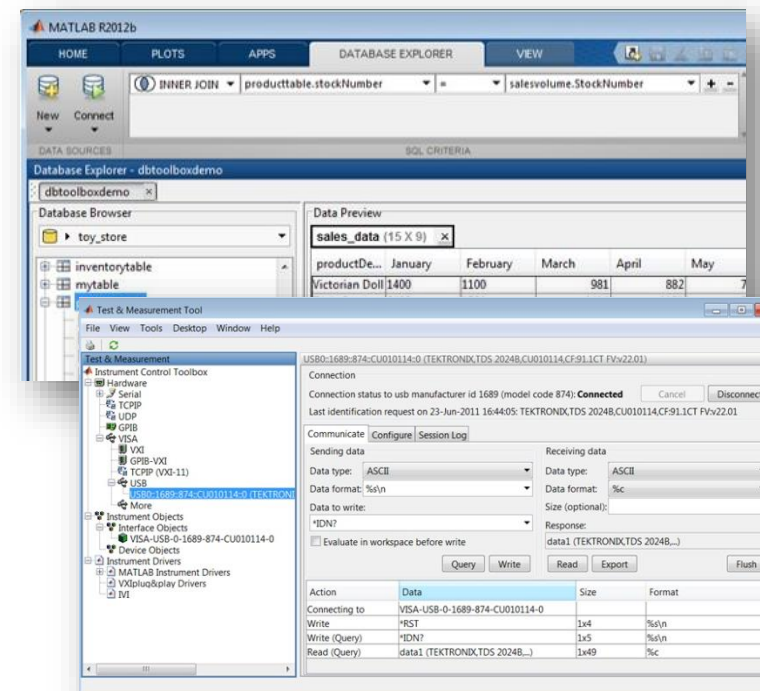 MATLAB R2012b
HOME PLOTS APPS DATABASE EXPLORER VIEW
INNER JOIN producttable.stockNumber = salesvolume.StockNumber + -
New Connect
DATA SOURCES SQL CRITERIA
Database Explorer - dbtoolboxdemo
dbtoolboxdemo
Database Browser Data Preview
toy_store sales_data (15 X 9)
productDe... January February March April May
inventorytable
Victorian Doll 1400 1100 981 882 7
mytable
Test & Measurement Tool
File View Tools Desktop Window Help
Test & Measurement
USB0::1689::874::CU010114::0 (TEKTRONIX,TDS 2024B,CU010114,CF:91.1CT FV:v22.01)
Instrument Control Toolbox
Hardware
Serial
TCPIP
UDP
GPIB
VISA
VXI
GPIB-VXI
TCPIP (VXI-11)
USB
USB0::1689::874::CU010114::0 (TEKTRONI
More
Instrument Objects
Interface Objects
VISA-USB-0-1689-874-CU010114-0
Device Objects
Instrument Drivers
MATLAB Instrument Drivers
VXIplug&play Drivers
IVI
Connection
Connection status to usb manufacturer id 1689 (model code 874): Connected Cancel Disconnect
Last identification request on 23-Jun-2011 16:44:05: TEKTRONIX,TDS 2024B,CU010114,CF:91.1CT FV:v22.01
Communicate Configure Session Log
Sending data Receiving data
Data type: ASCII Data type: ASCII
Data format: %s\n Data format: %c
Data to write: Size (optional):
*IDN? Response:
Evaluate in workspace before write data1 (TEKTRONIX,TDS 2024B,...)
Query Write Read Export Flush
Action Data Size Format
Connecting to VISA-USB-0-1689-874-CU010114-0
Write *RST 1x4 %s\n
Write (Query) *IDN? 1x5 %s\n
Read (Query) data1 (TEKTRONIX,TDS 2024B,...) 1x49 %c